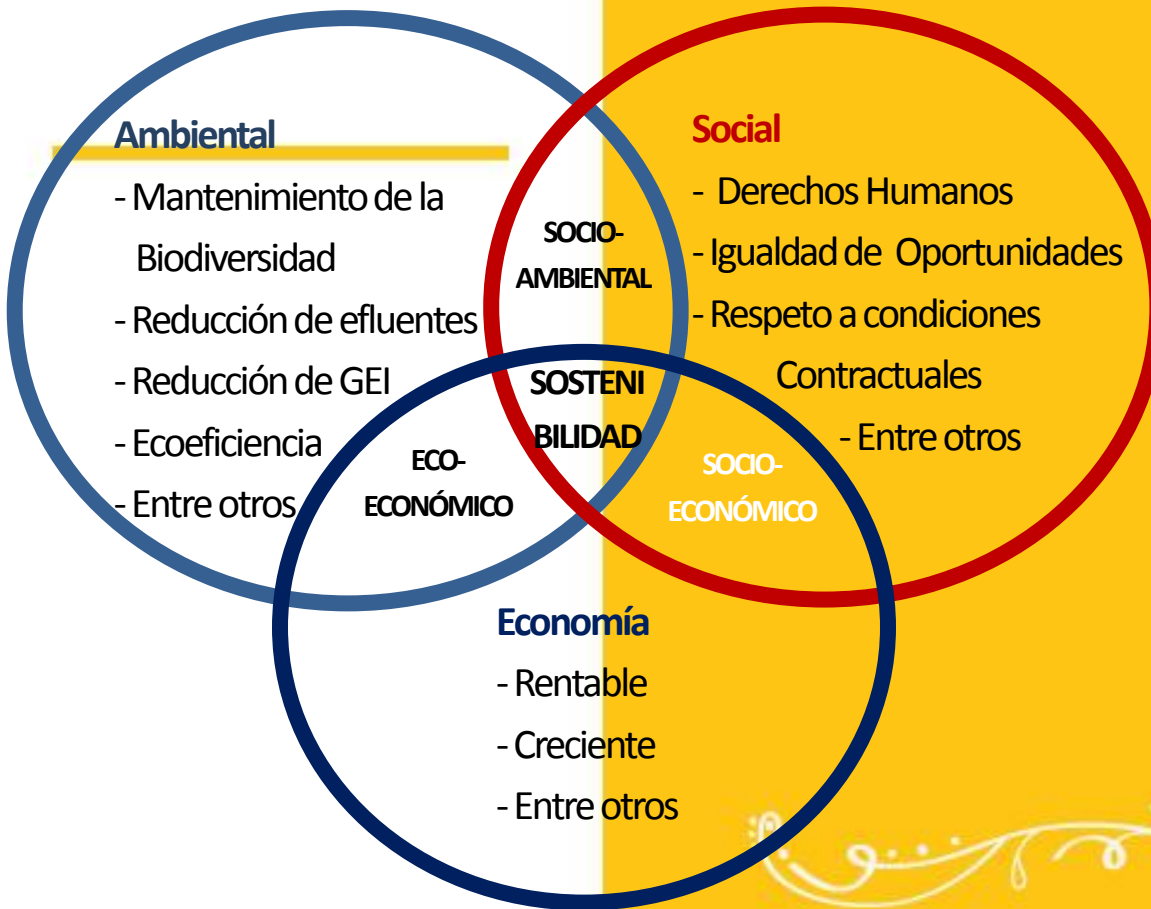 Ambiental
- Mantenimiento de la
Biodiversidad
- Reducción de efluentes
- Reducción de GEI
- Ecoeficiencia
- Entre otros
SOCIO-
AMBIENTAL
Social
- Derechos Humanos
- Igualdad de Oportunidades
- Respeto a condiciones
Contractuales
- Entre otros
SOSTENI
BILIDAD
ECO-
ECONÓMICO
SOCIO-
ECONÓMICO
Economía
- Rentable
- Creciente
- Entre otros